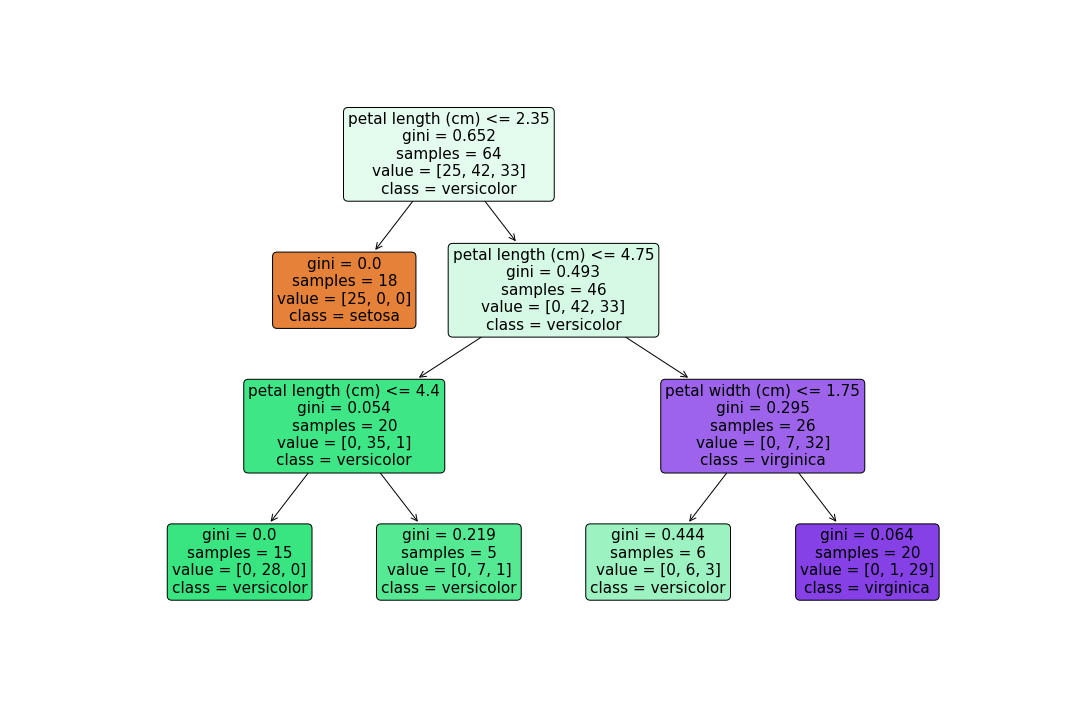 petal length (cm) <= 2.35
gini = 0.652
samples = 64
value = [25, 42, 33]
class = versicolor
gini = 0.0
samples = 18
value = [25, 0, 0]
class = setosa
petal length (cm) <= 4.75
gini = 0.493
samples = 46
value = [0, 42, 33]
class = versicolor
petal length (cm) <= 4.4
gini = 0.054
samples = 20
value = [0, 35, 1]
class = versicolor
petal width (cm) <= 1.75
gini = 0.295
samples = 26
value = [0, 7, 32]
class = virginica
gini = 0.0
samples = 15
value = [0, 28, 0]
class = versicolor
gini = 0.219
samples = 5
value = [0, 7, 1]
class = versicolor
gini = 0.444
samples = 6
value = [0, 6, 3]
class = versicolor
gini = 0.064
samples = 20
value = [0, 1, 29]
class = virginica